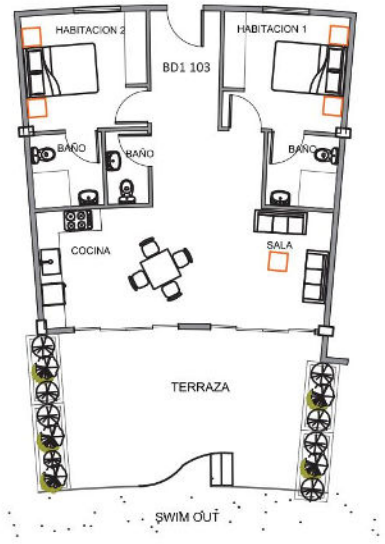 HABITACION 2
HABITACION 1
BD1 103
BAÑO
BAÑO
BAÑO
COCINA
SALA
TERRAZA
SWIM OUT